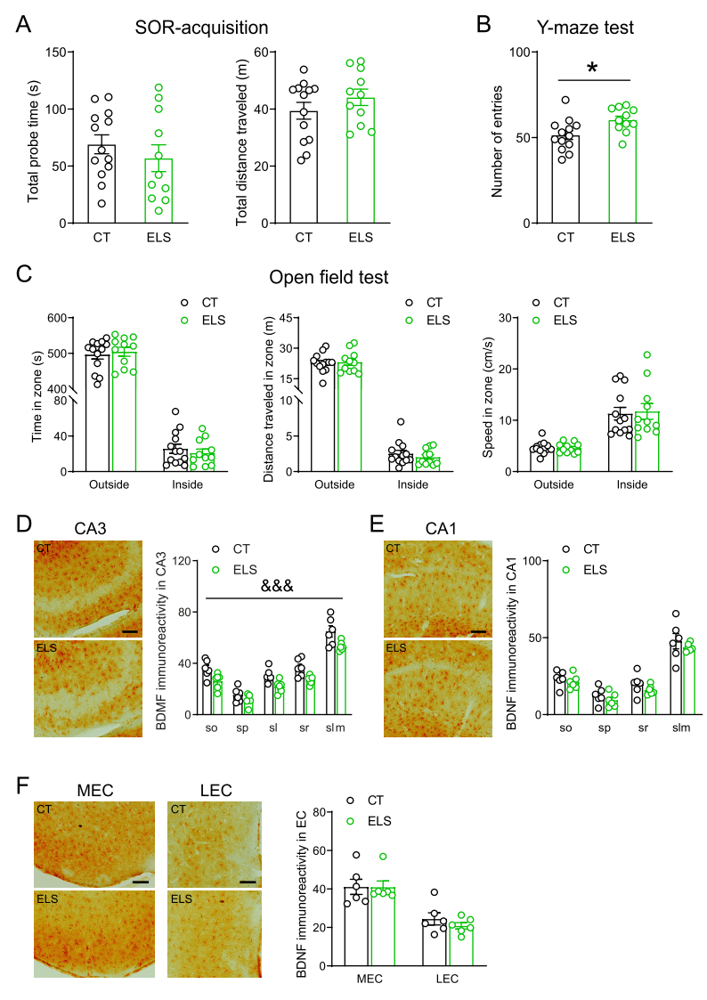 A
SOR-acquisition
B
Y-maze test
Total probe time (s)
150
100
50
0
CT
ELS
Total distance traveled (m)
60
40
20
0
CT
ELS
Number of entries
100
50
0
*
CT
ELS
C
Open field test
Time in zone (s)
600
500
400
80
40
0
CT
ELS
Outside
Inside
Distance traveled in zone (m)
45
30
15
10
5
0
CT
ELS
Outside
Inside
Speed in zone (cm/s)
30
20
10
0
CT
ELS
Outside
Inside
D
CA3
CT
ELS
BDMF immunoreactivity in CA3
120
80
40
0
CT
ELS
&&&
so
sp
sl
sr
slm
E
CA1
CT
ELS
BDNF immunoreactivity in CA1
100
50
0
CT
ELS
so
sp
sr
slm
F
MEC
LEC
CT
CT
ELS
ELS
BDNF immunoreactivity in EC
80
60
40
20
0
CT
ELS
MEC
LEC